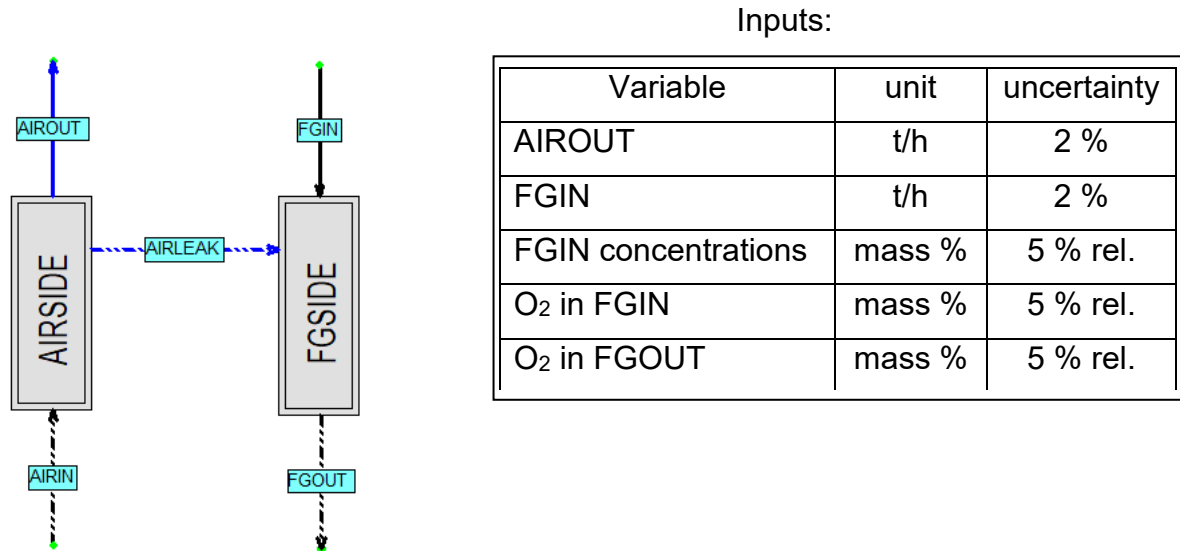 Inputs:
Variable unit uncertainty
AIROUT t/h 2 %
FGIN t/h 2 %
FGIN concentrations mass % 5 % rel.
O₂ in FGIN mass % 5 % rel.
O₂ in FGOUT mass % 5 % rel.
AIROUT
FGIN
AIRLEAK
AIRSIDE
FGSIDE
AIRIN
FGOUT